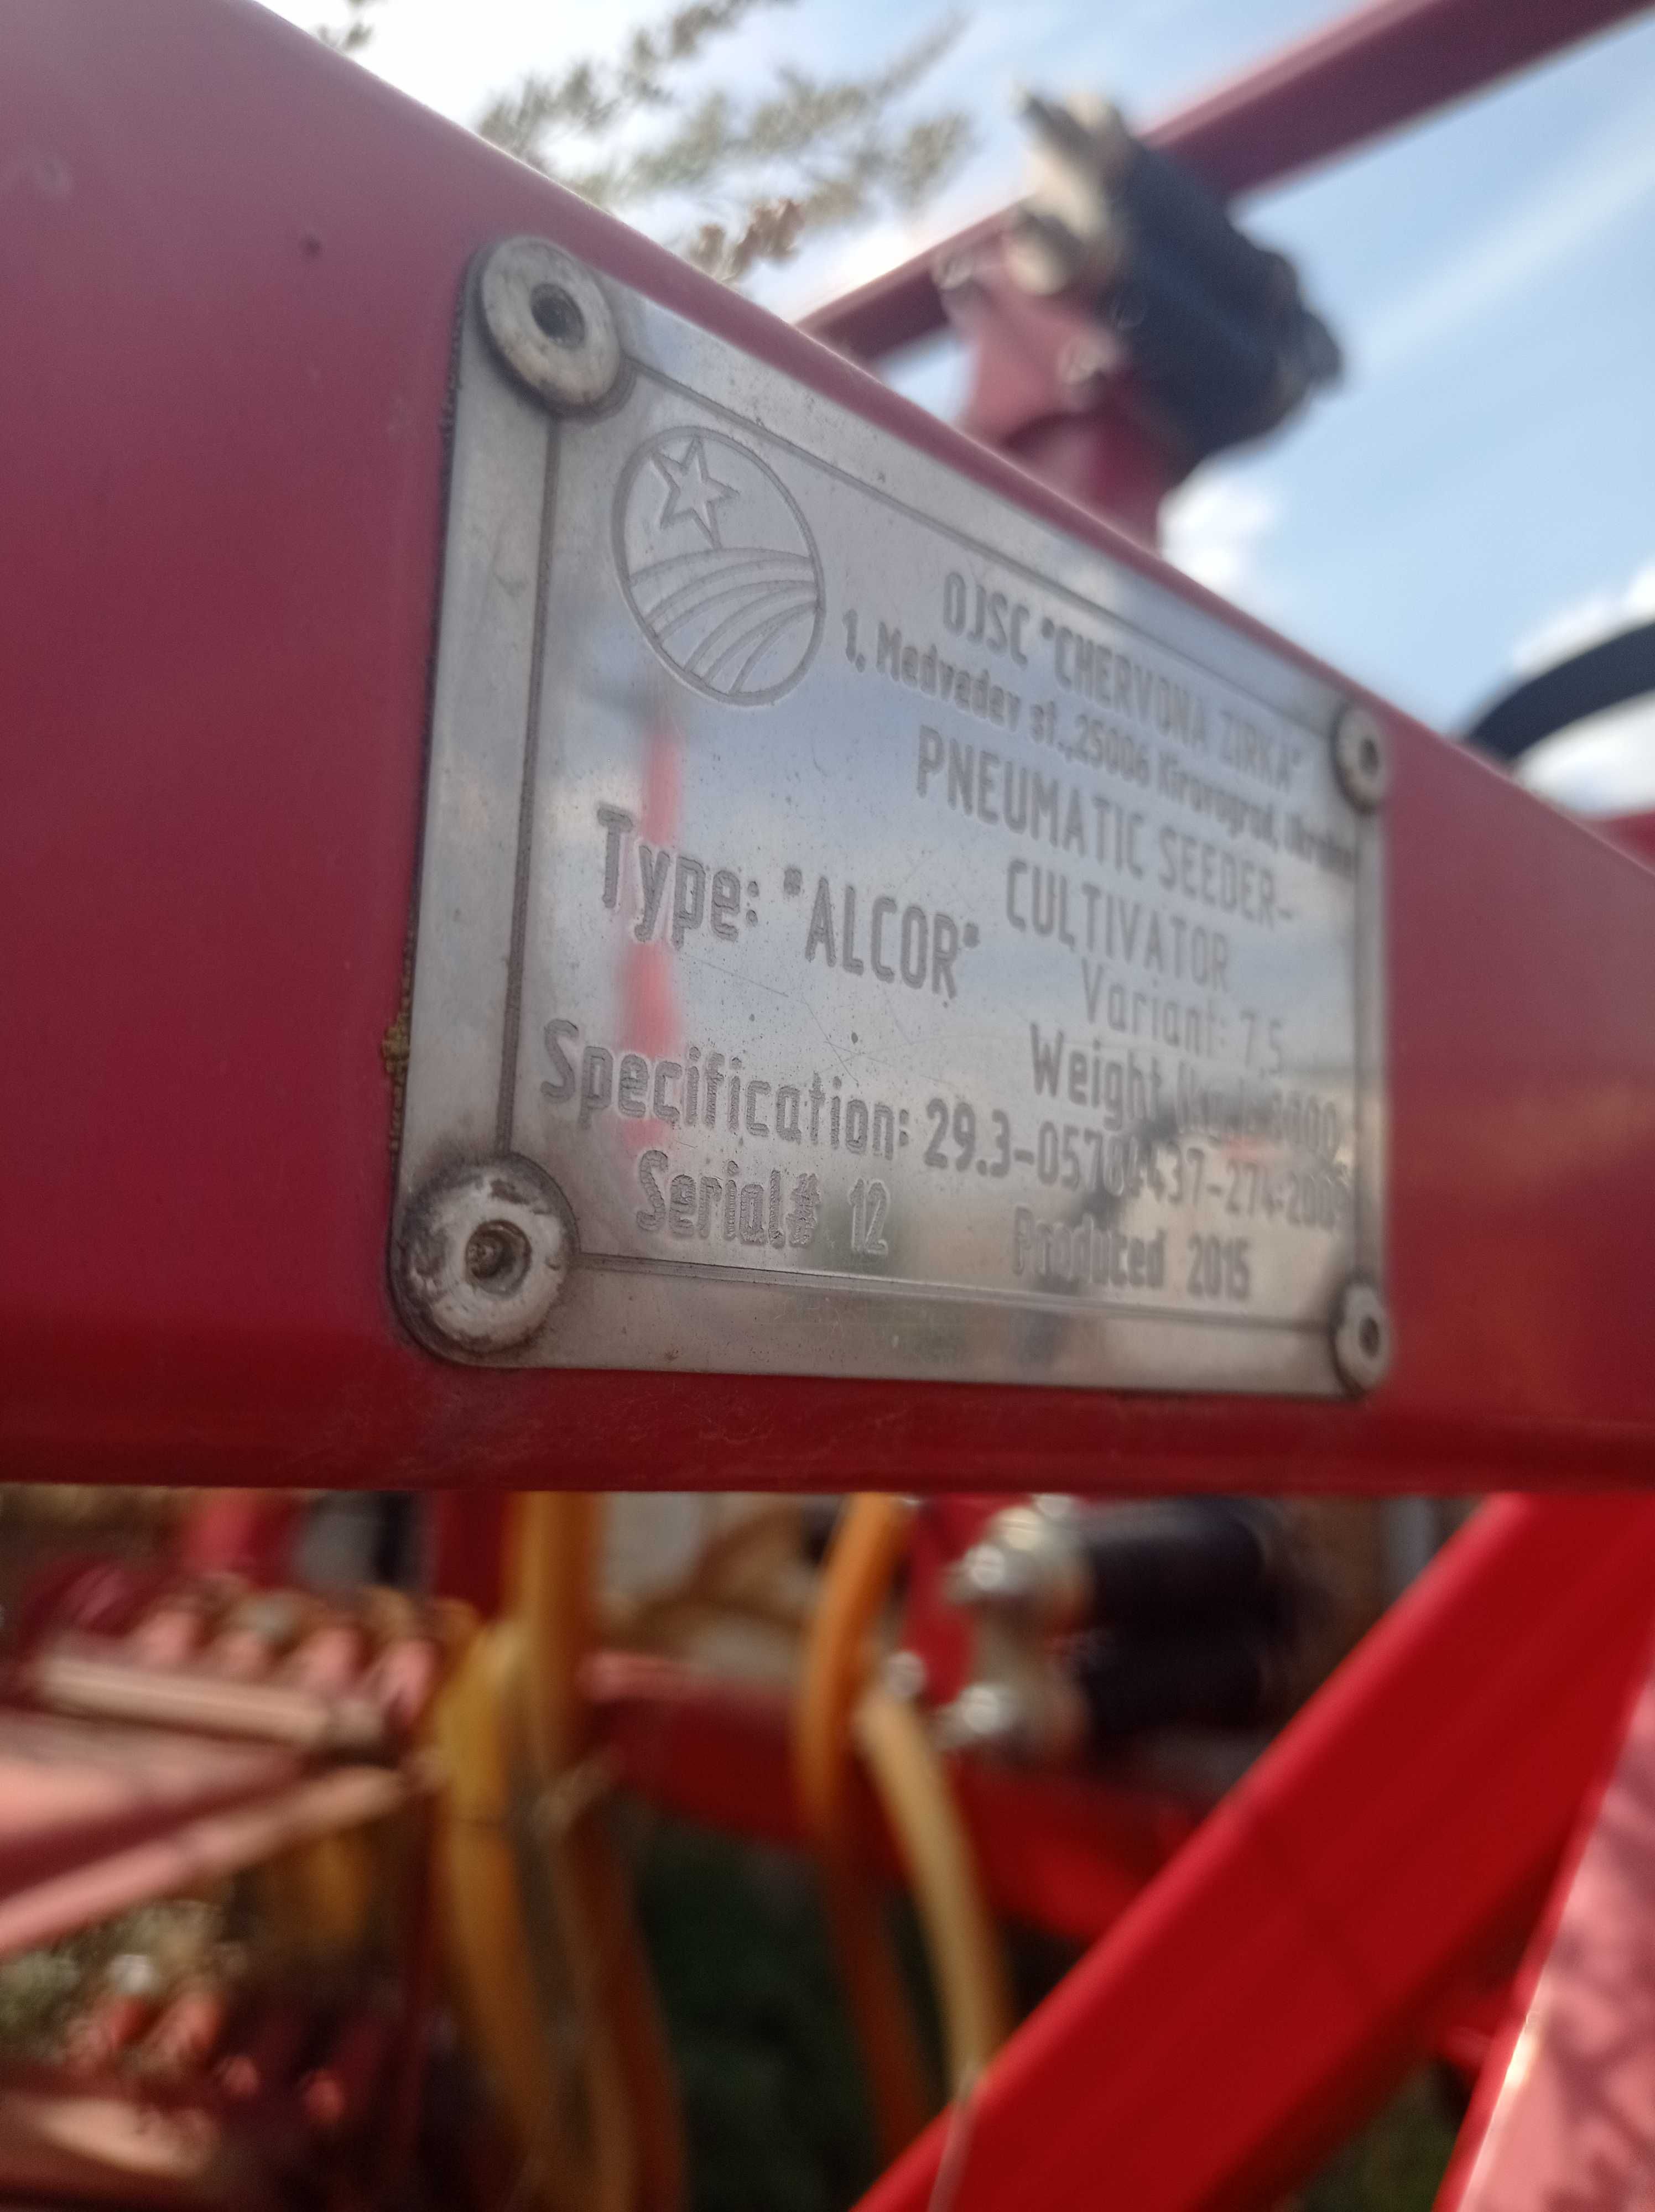 OJSC "CHERVONA ZIRKA"
1, Medvedev st.,25006 Kirovograd, Ukraine
PNEUMATIC SEEDER-
CULTIVATOR
Type: "ALCOR"
Variant: 7,5
Weight
Specification: 29.3-05784437-274-2009
Serial# 12
Produced 2015